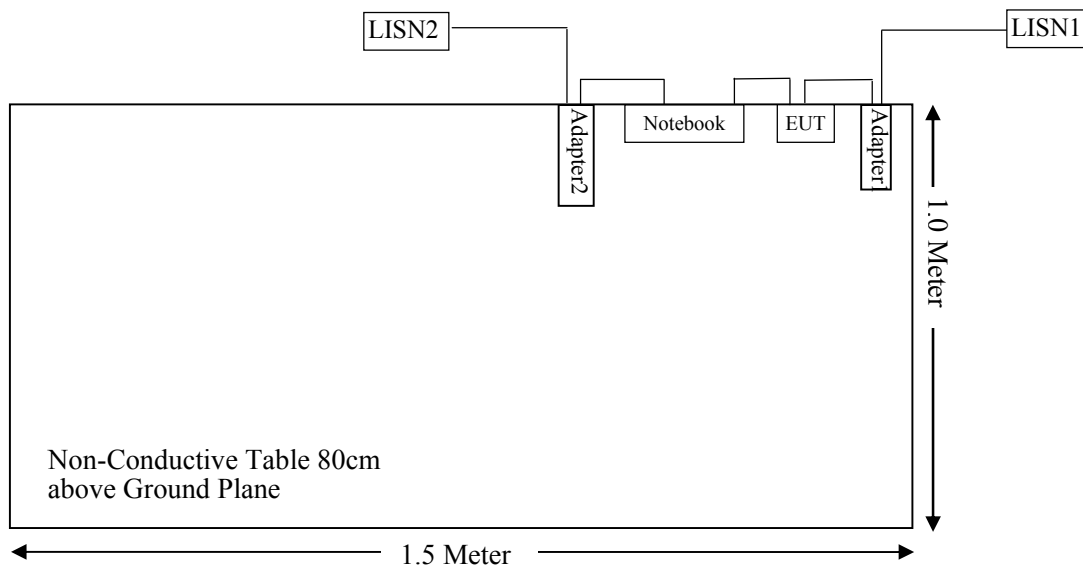 LISN2
LISN1
Adapter2
Notebook
EUT
Adapter1
1.0 Meter
Non-Conductive Table 80cm
above Ground Plane
1.5 Meter